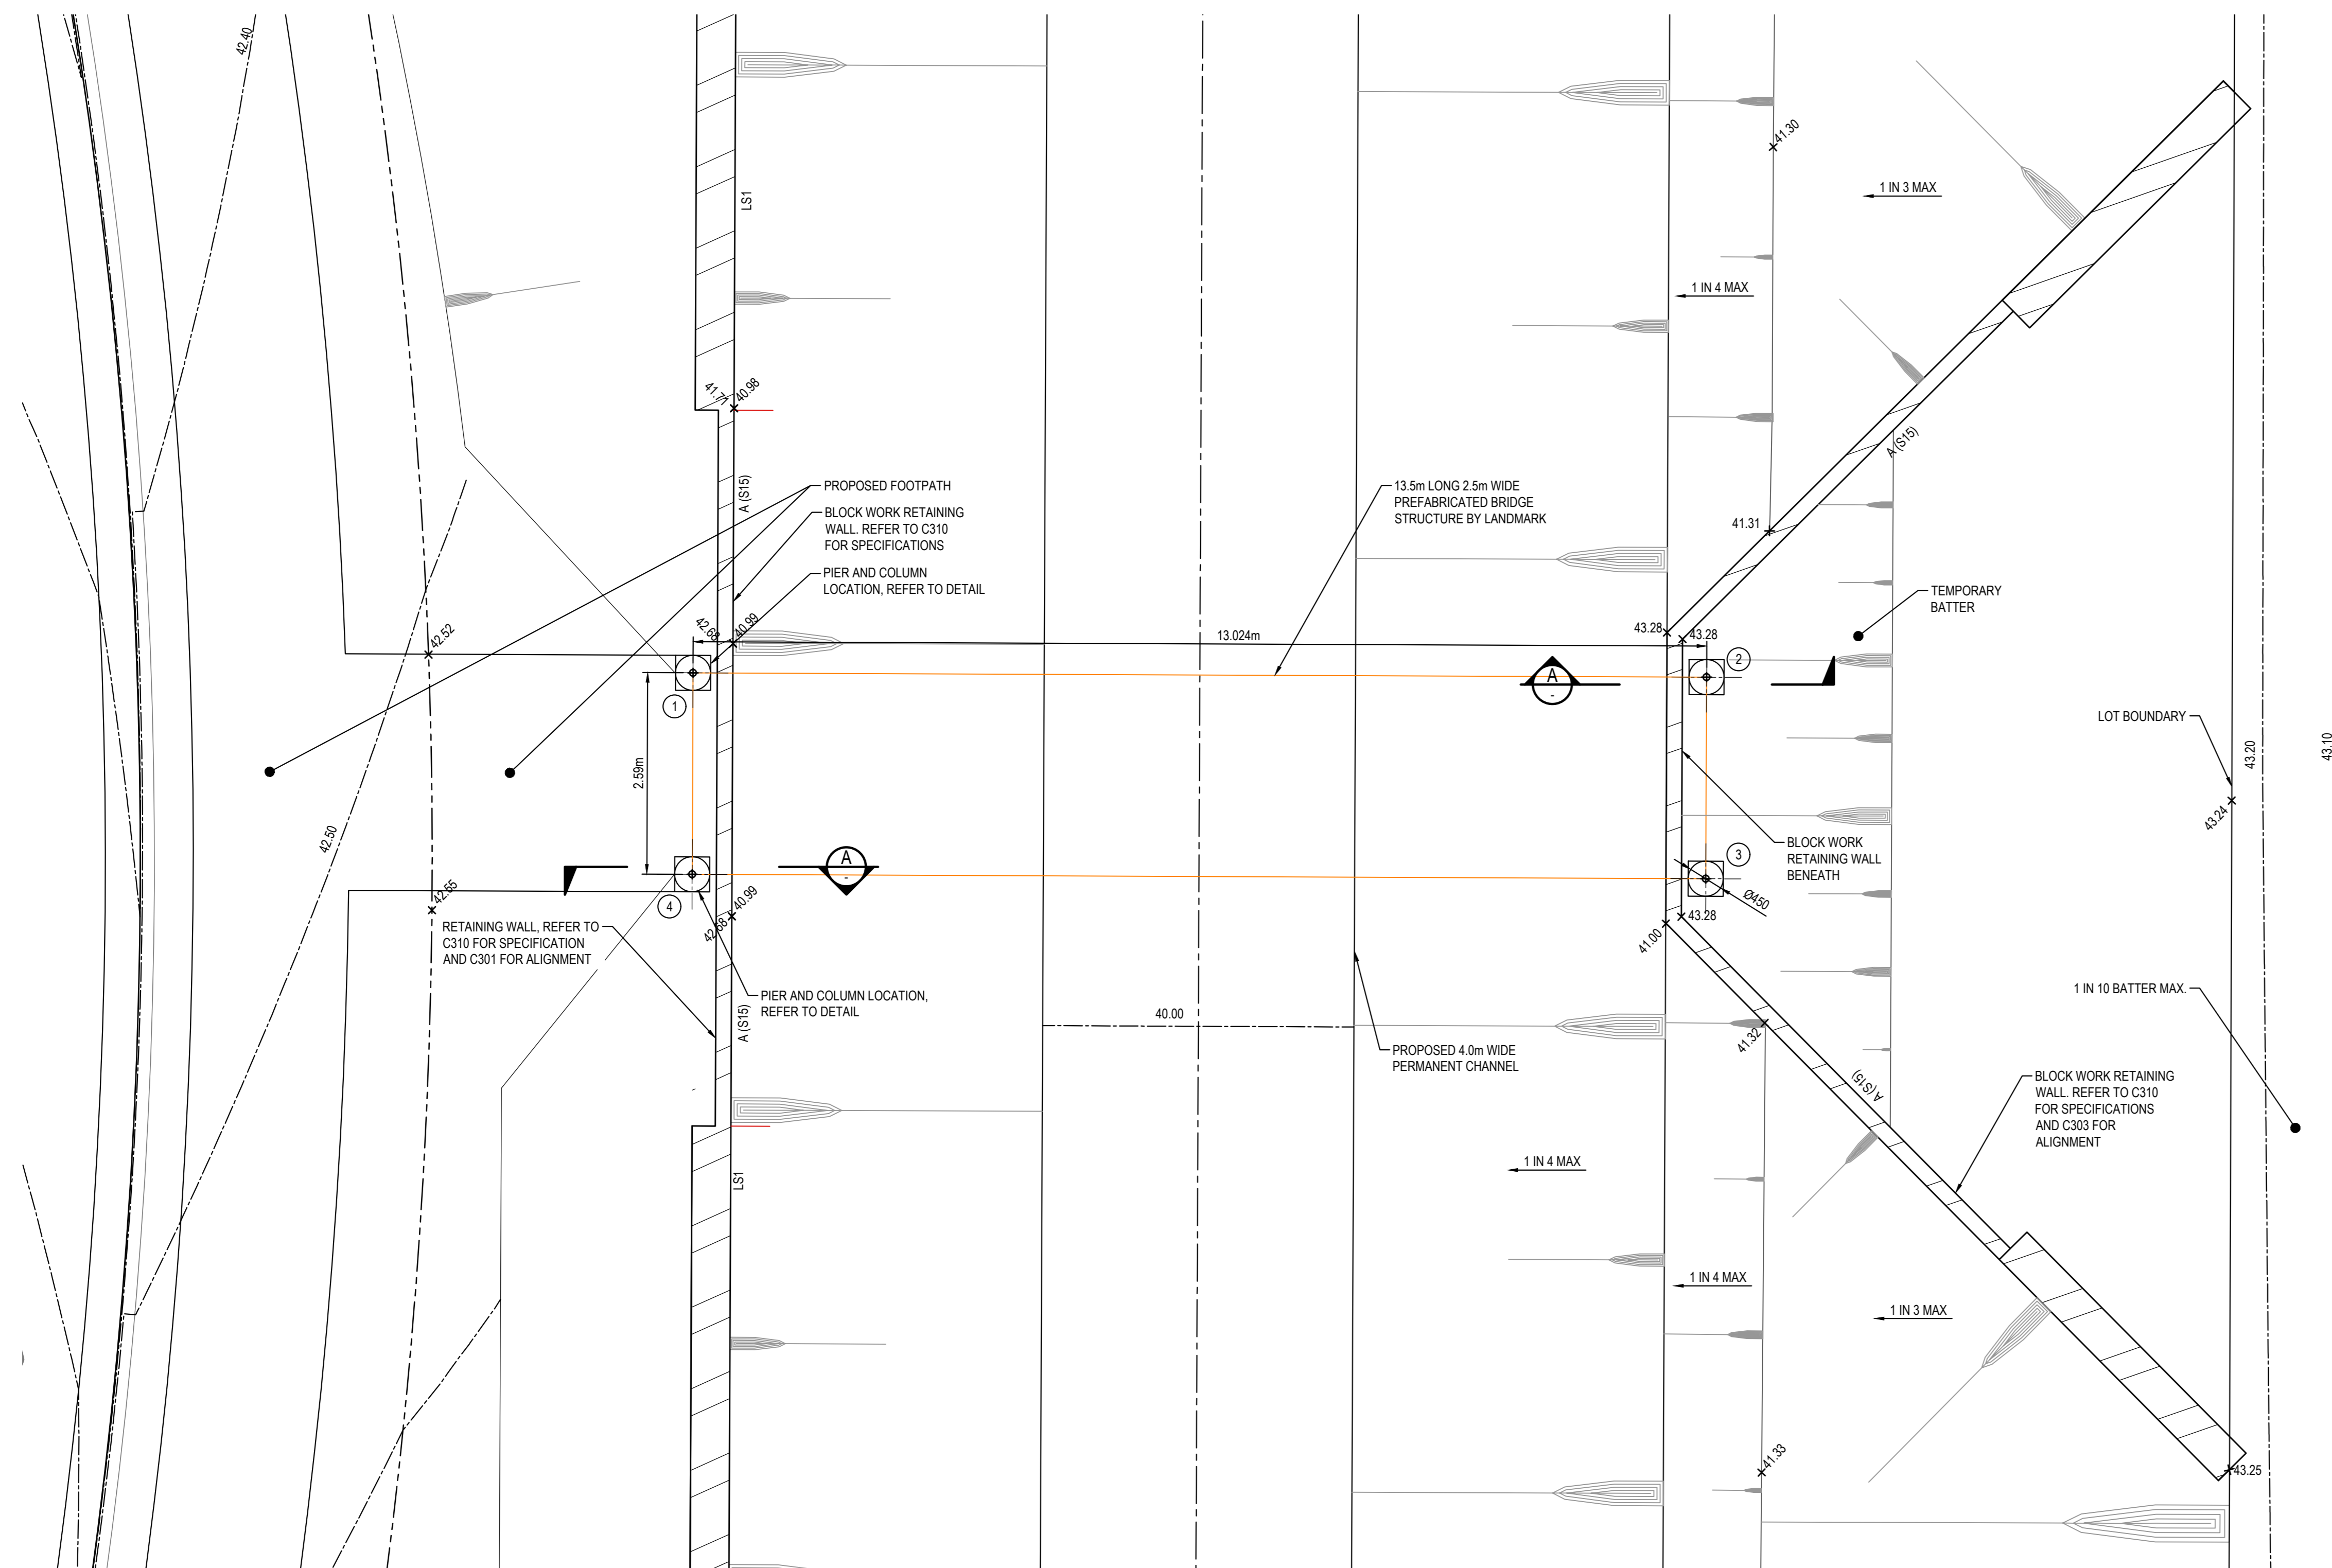 42.40
LS1
41.30
1 IN 3 MAX
1 IN 4 MAX
41.71
40.98
A (S15)
A (S15)
PROPOSED FOOTPATH
BLOCK WORK RETAINING
WALL. REFER TO C310
FOR SPECIFICATIONS
PIER AND COLUMN
LOCATION, REFER TO DETAIL
13.5m LONG 2.5m WIDE
PREFABRICATED BRIDGE
STRUCTURE BY LANDMARK
41.31
TEMPORARY
BATTER
42.52
42.68
40.99
13.024m
43.28
43.28
1
2
A
-
2.59m
LOT BOUNDARY
43.20
43.10
43.24
42.50
A
-
BLOCK WORK
RETAINING WALL
BENEATH
3
Ø450
4
42.55
42.68
40.99
43.28
41.00
RETAINING WALL, REFER TO
C310 FOR SPECIFICATION
AND C301 FOR ALIGNMENT
PIER AND COLUMN LOCATION,
REFER TO DETAIL
A (S15)
40.00
1 IN 10 BATTER MAX.
41.32
PROPOSED 4.0m WIDE
PERMANENT CHANNEL
A (S15)
BLOCK WORK RETAINING
WALL. REFER TO C310
FOR SPECIFICATIONS
AND C303 FOR
ALIGNMENT
LS1
1 IN 4 MAX
1 IN 4 MAX
1 IN 3 MAX
41.33
43.25